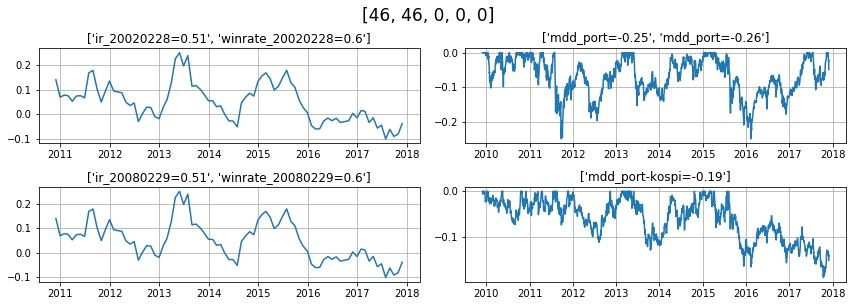 [46, 46, 0, 0, 0]
['ir_20020228=0.51', 'winrate_20020228=0.6']
0.2
0.1
0.0
−0.1
2011 2012 2013 2014 2015 2016 2017 2018
['mdd_port=-0.25', 'mdd_port=-0.26']
0.0
−0.1
−0.2
2010 2011 2012 2013 2014 2015 2016 2017 2018
['ir_20080229=0.51', 'winrate_20080229=0.6']
0.2
0.1
0.0
−0.1
2011 2012 2013 2014 2015 2016 2017 2018
['mdd_port-kospi=-0.19']
0.0
−0.1
2010 2011 2012 2013 2014 2015 2016 2017 2018